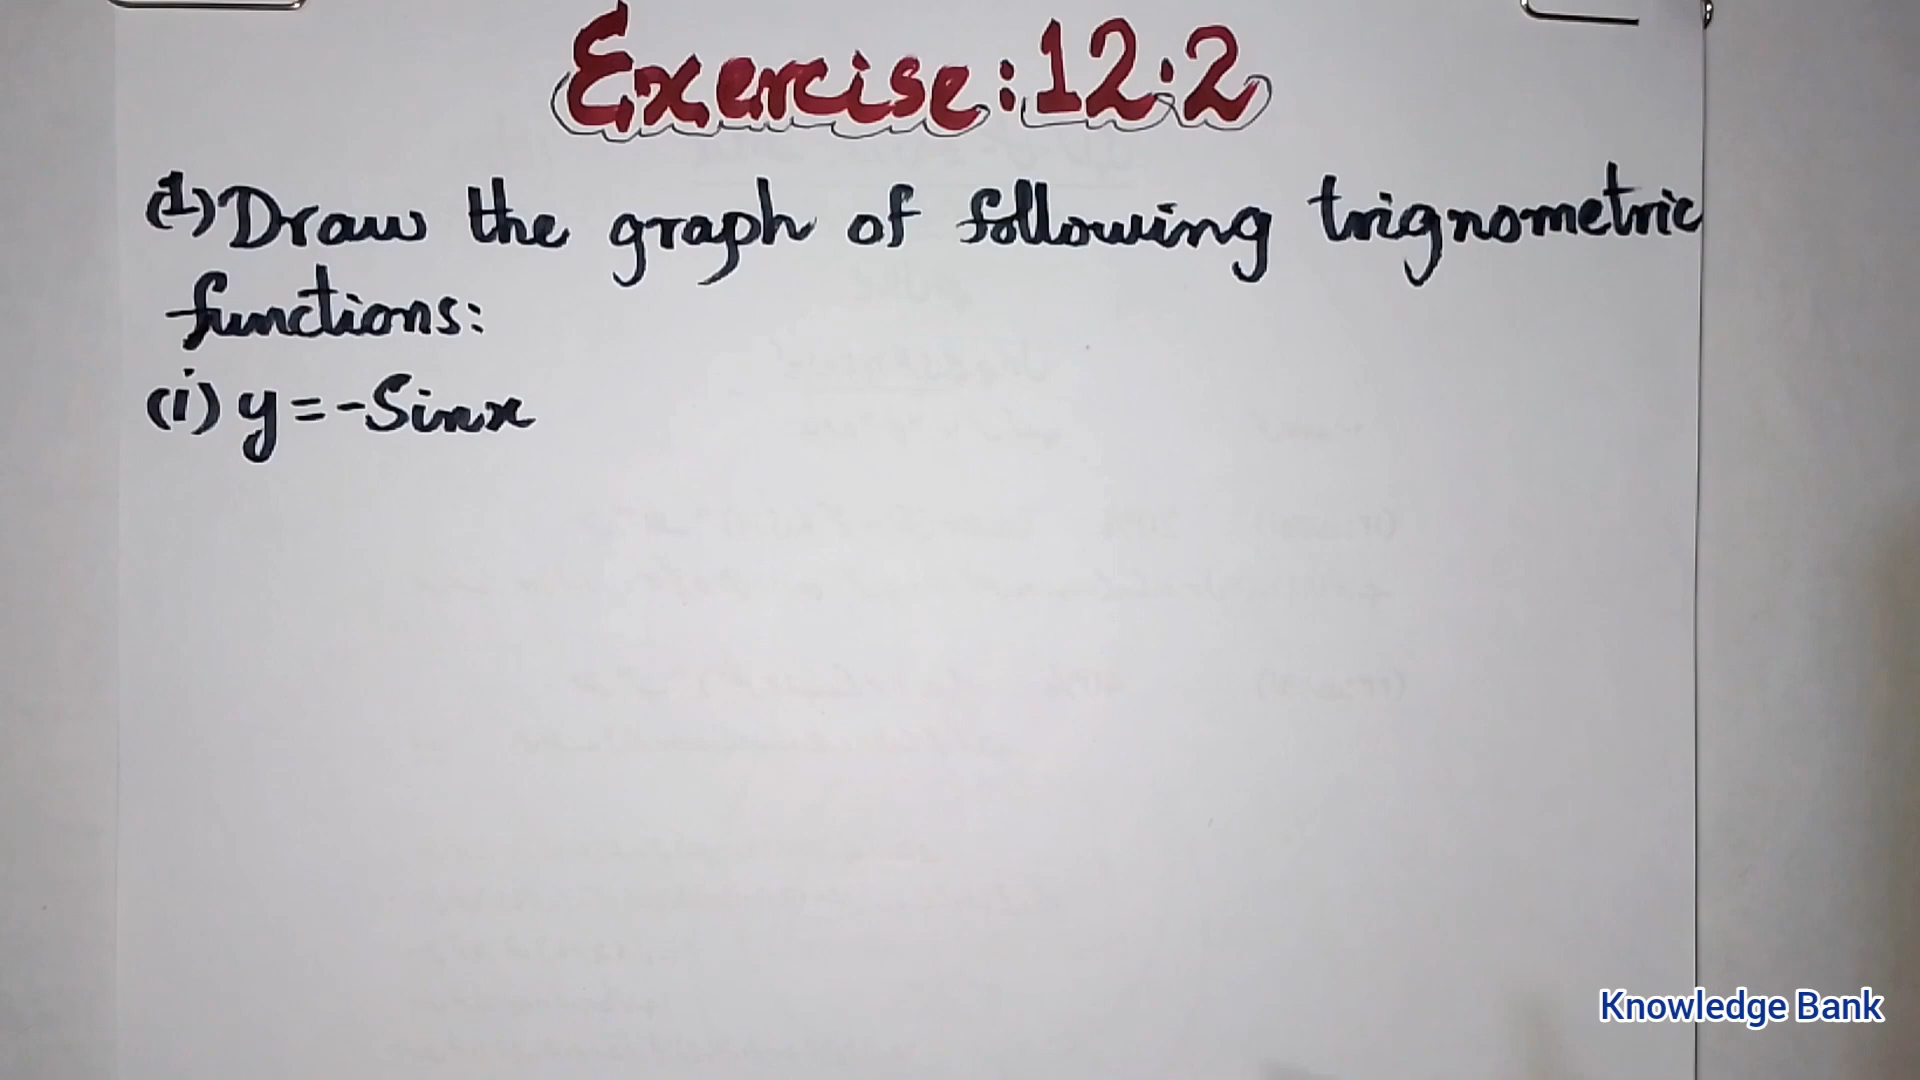 Exercise:12:2
(1)Draw the graph of following trignometric
functions:
(i) y=-Sinx
Knowledge Bank